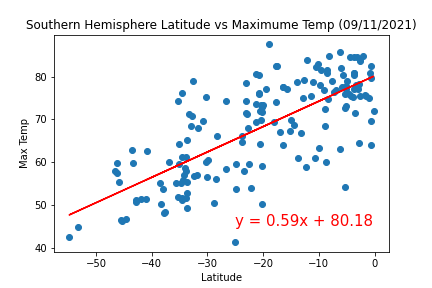 Southern Hemisphere Latitude vs Maximume Temp (09/11/2021)
Max Temp
80
70
60
50
40
y = 0.59x + 80.18
−50 −40 −30 −20 −10 0
Latitude